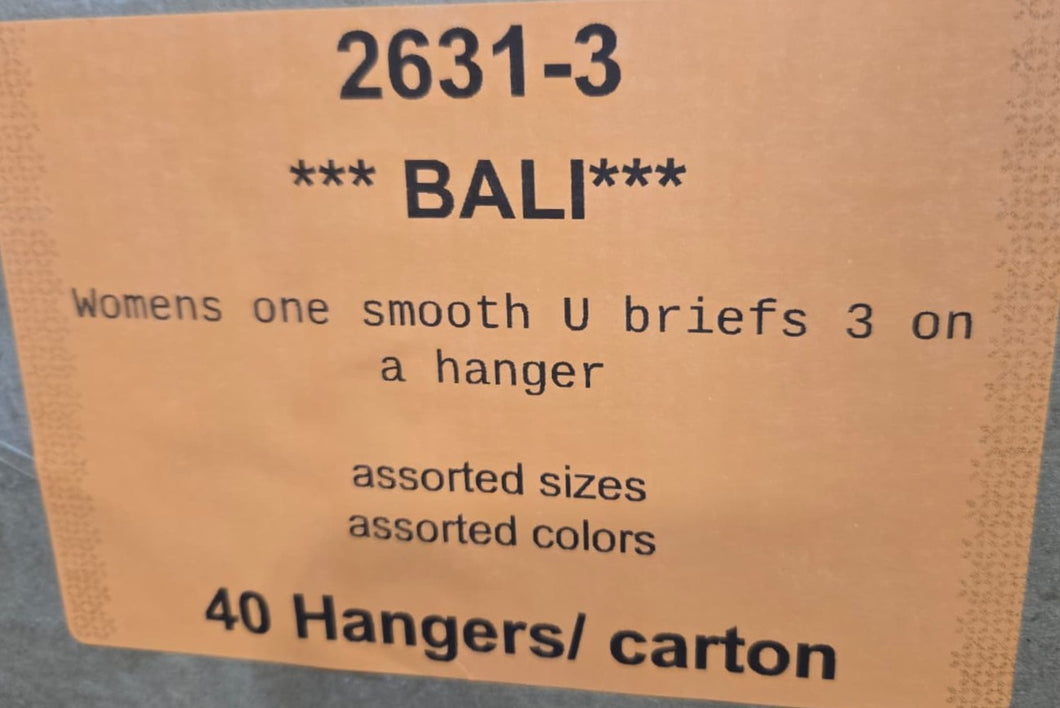 2631-3
*** BALI***
Womens one smooth U briefs 3 on
a hanger
assorted sizes
assorted colors
40 Hangers/ carton